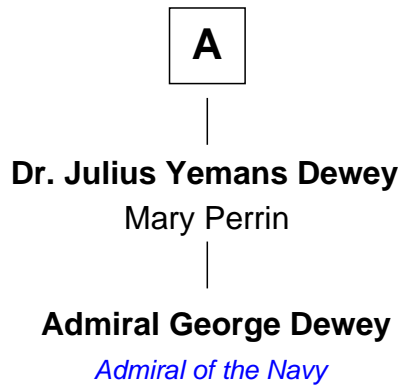 A
Dr. Julius Yemans Dewey
Mary Perrin
Admiral George Dewey
Admiral of the Navy